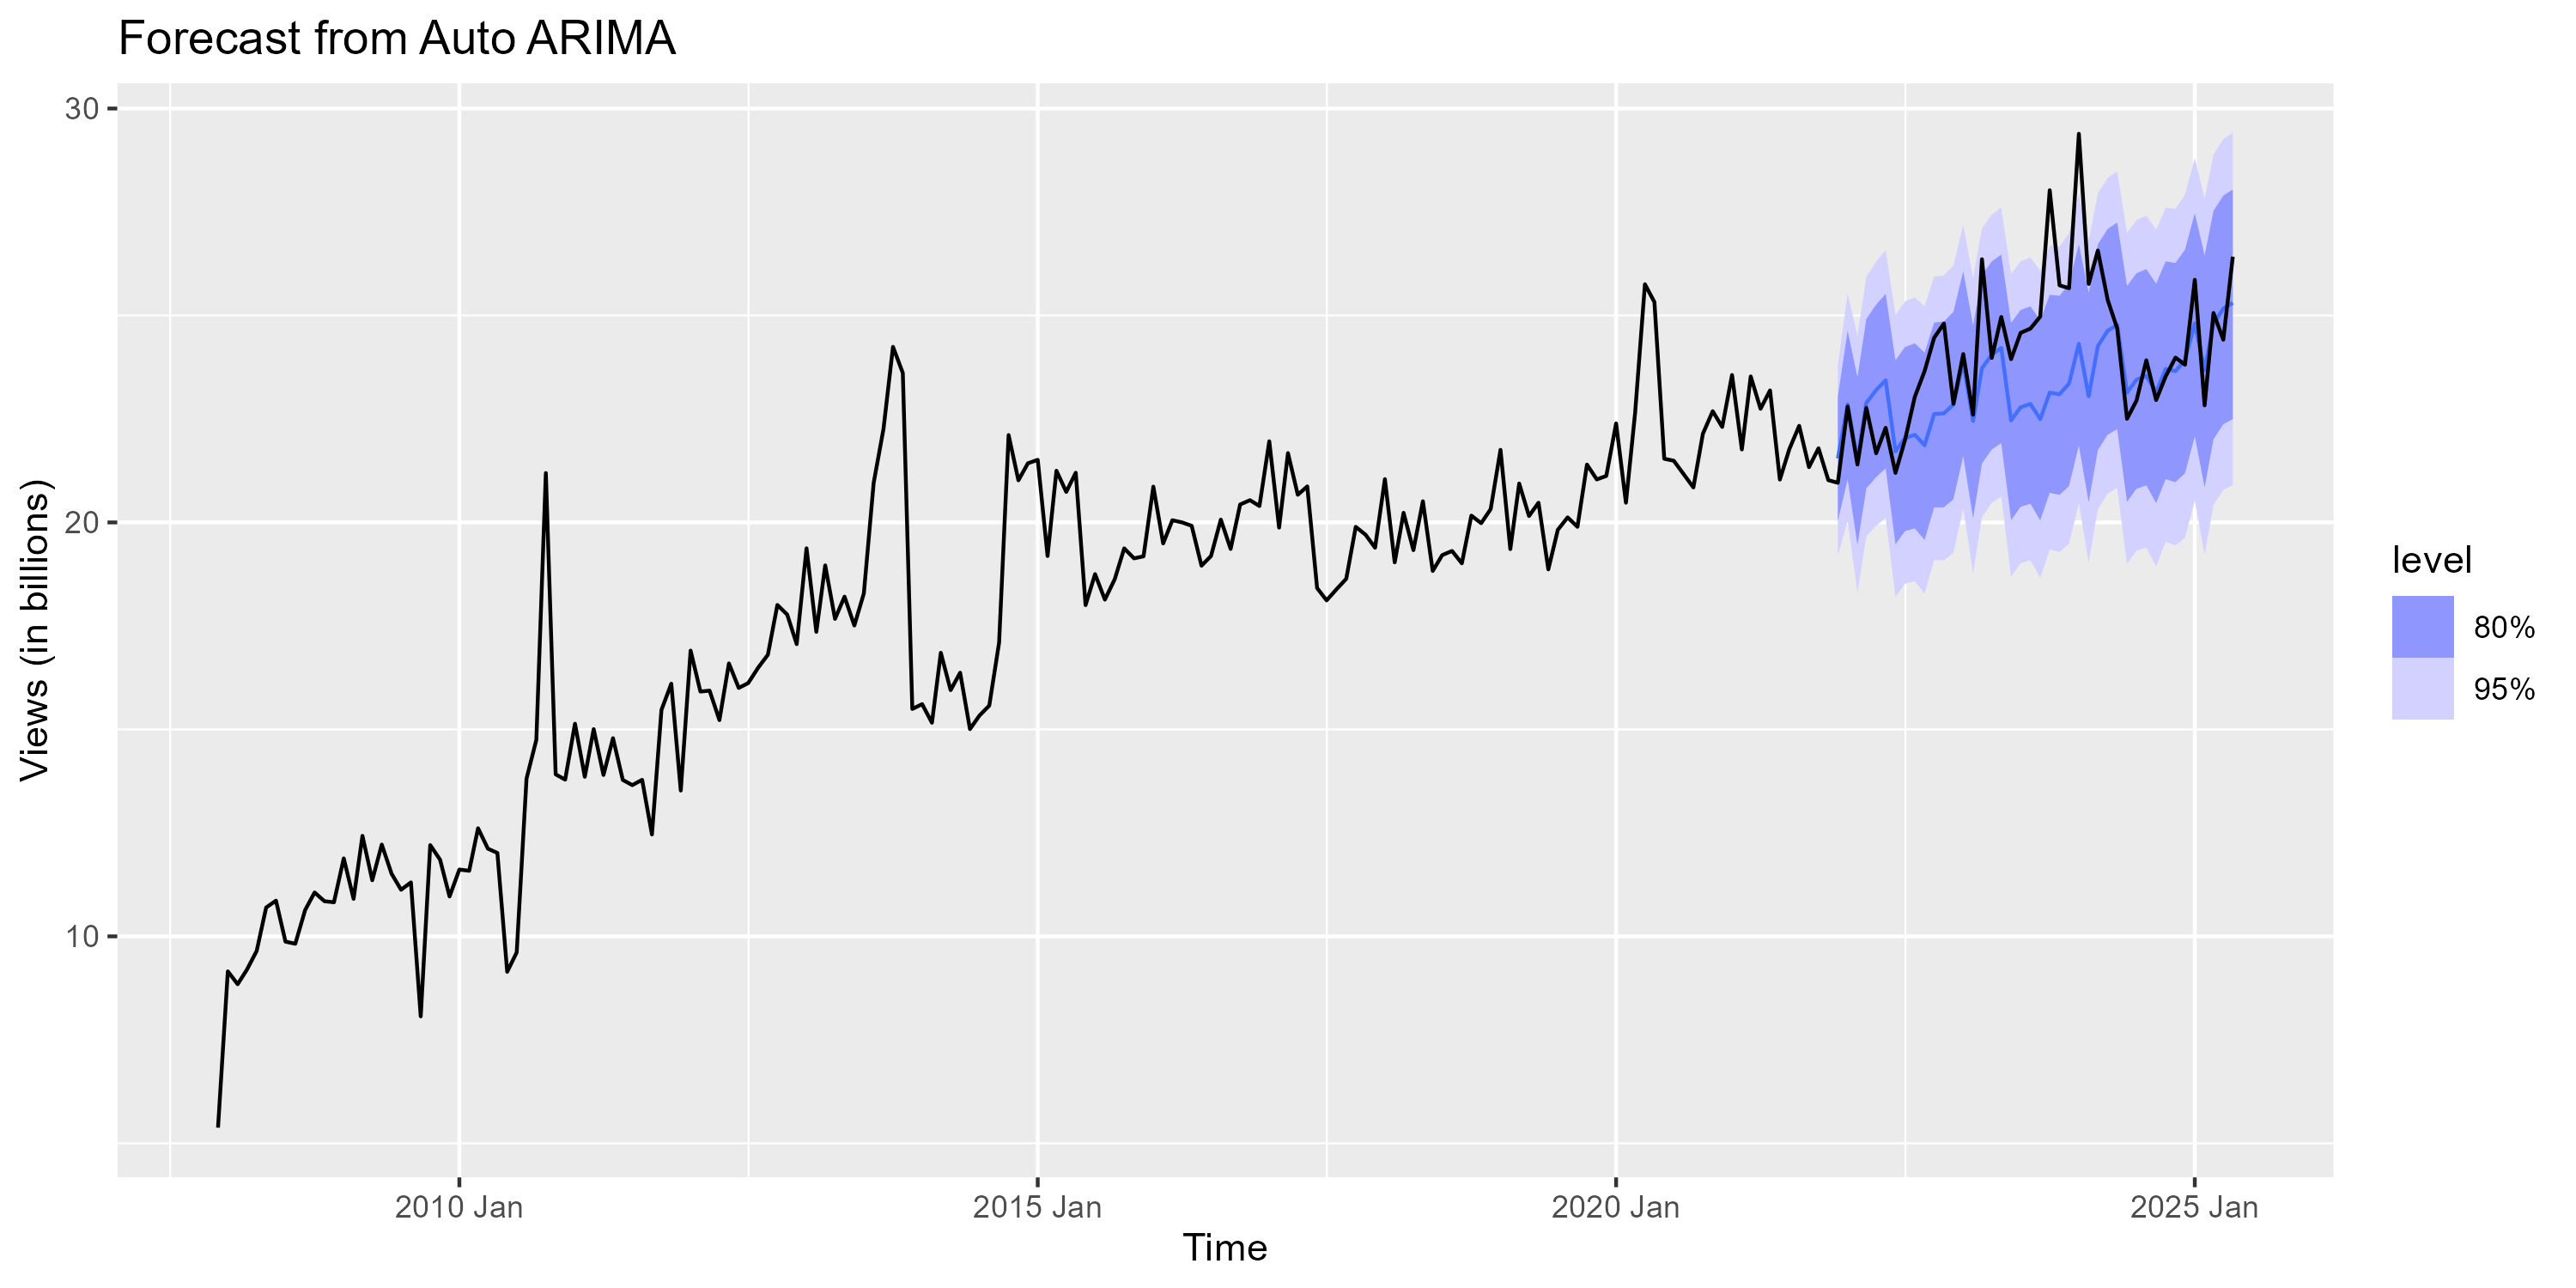 Forecast from Auto ARIMA
Views (in billions)
30
20
10
2010 Jan
2015 Jan
2020 Jan
2025 Jan
Time
level
80%
95%